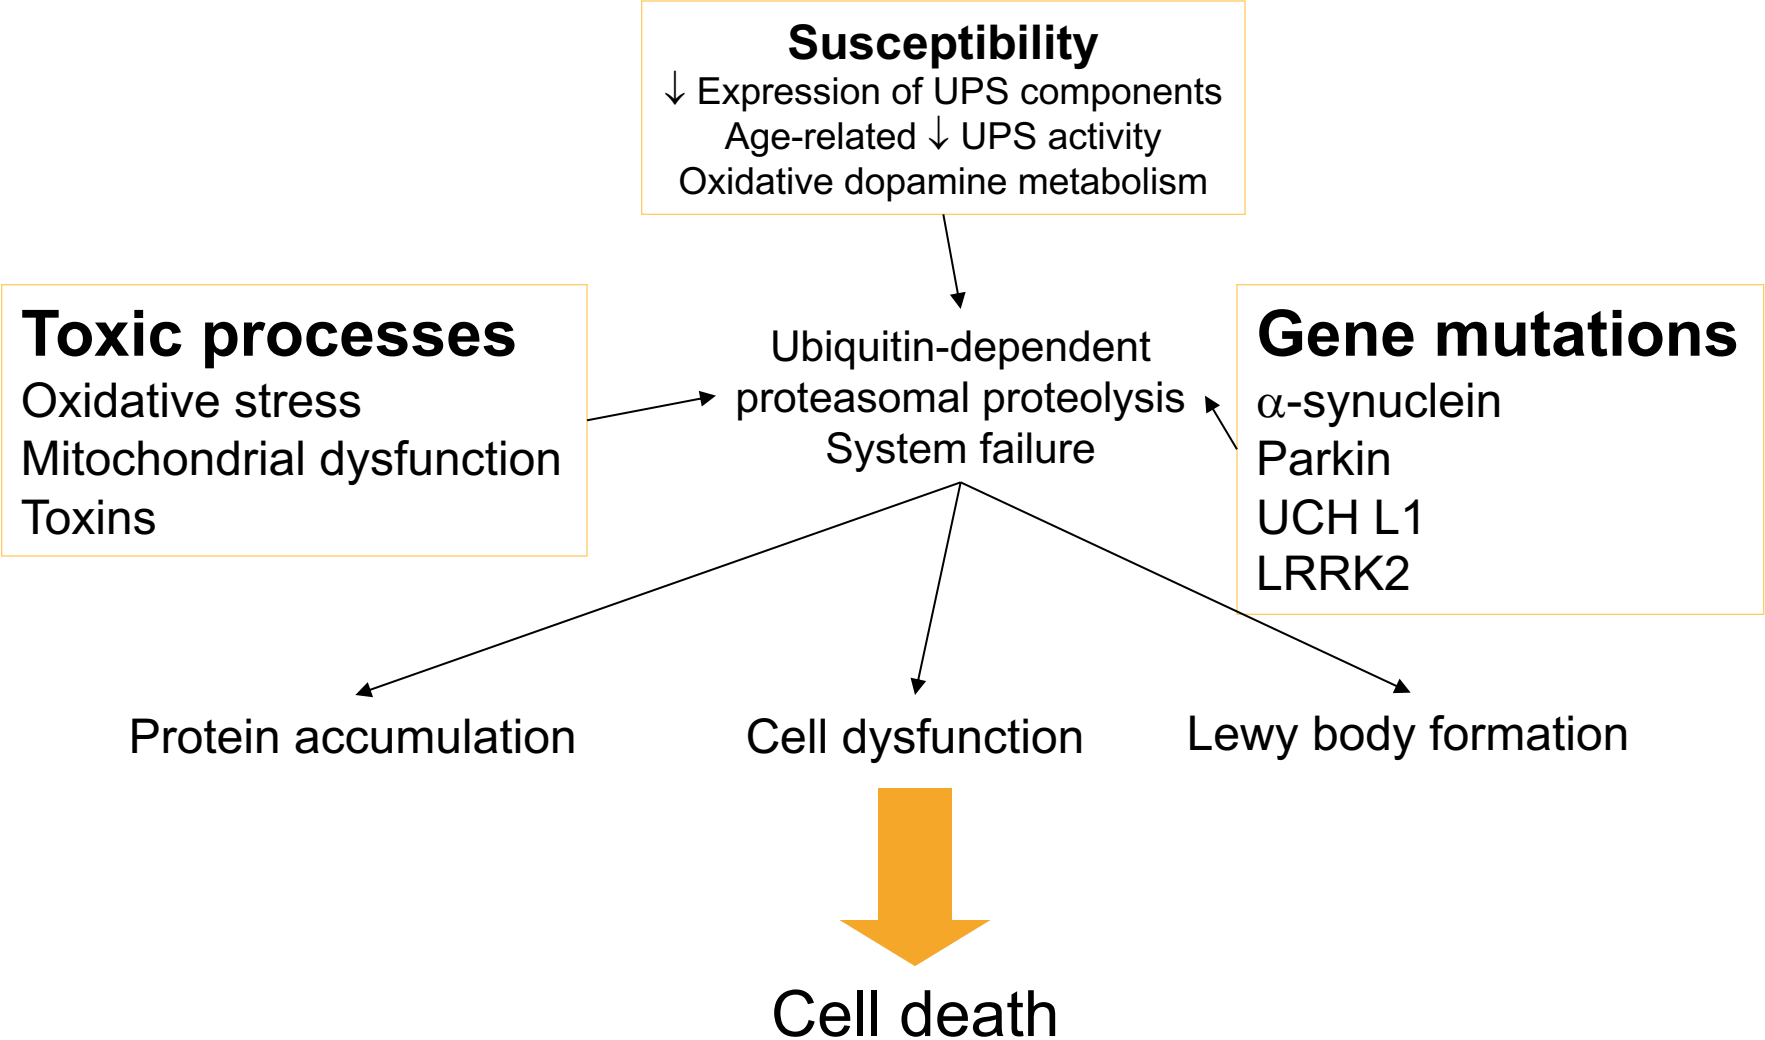 Susceptibility
↓ Expression of UPS components
Age-related ↓ UPS activity
Oxidative dopamine metabolism
Toxic processes
Oxidative stress
Mitochondrial dysfunction
Toxins
Ubiquitin-dependent
proteasomal proteolysis
System failure
Gene mutations
α-synuclein
Parkin
UCH L1
LRRK2
Protein accumulation
Cell dysfunction
Lewy body formation
Cell death